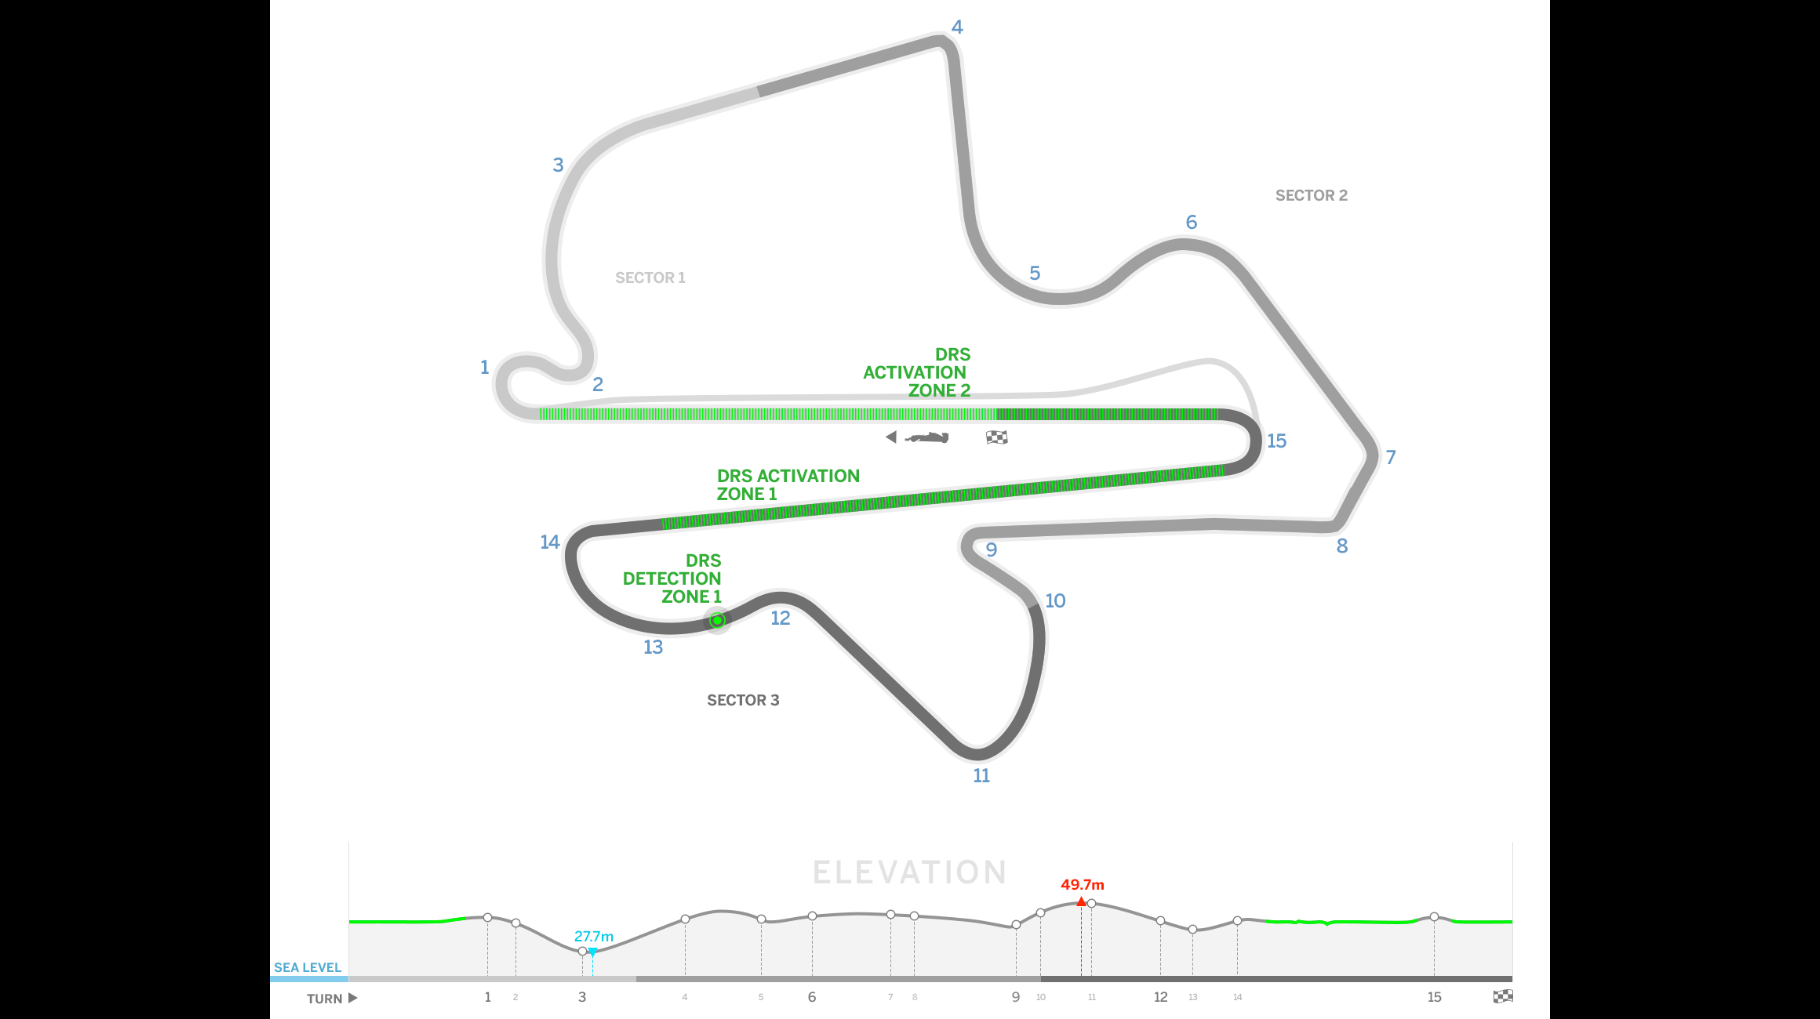 4
3
SECTOR 2
6
5
SECTOR 1
DRS
ACTIVATION
ZONE 2
1
2
15
7
DRS ACTIVATION
ZONE 1
14
9
8
DRS
DETECTION
ZONE 1
10
12
13
SECTOR 3
11
ELEVATION
49.7m
27.7m
SEA LEVEL
TURN 1 2 3 4 5 6 7 8 9 10 11 12 13 14 15